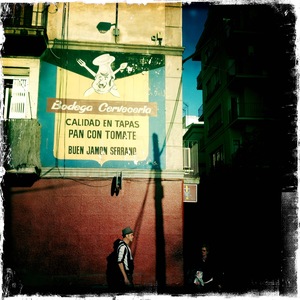 Bodega Cerveceria
CALIDAD EN TAPAS
PAN CON TOMATE
BUEN JAMON SERRANO